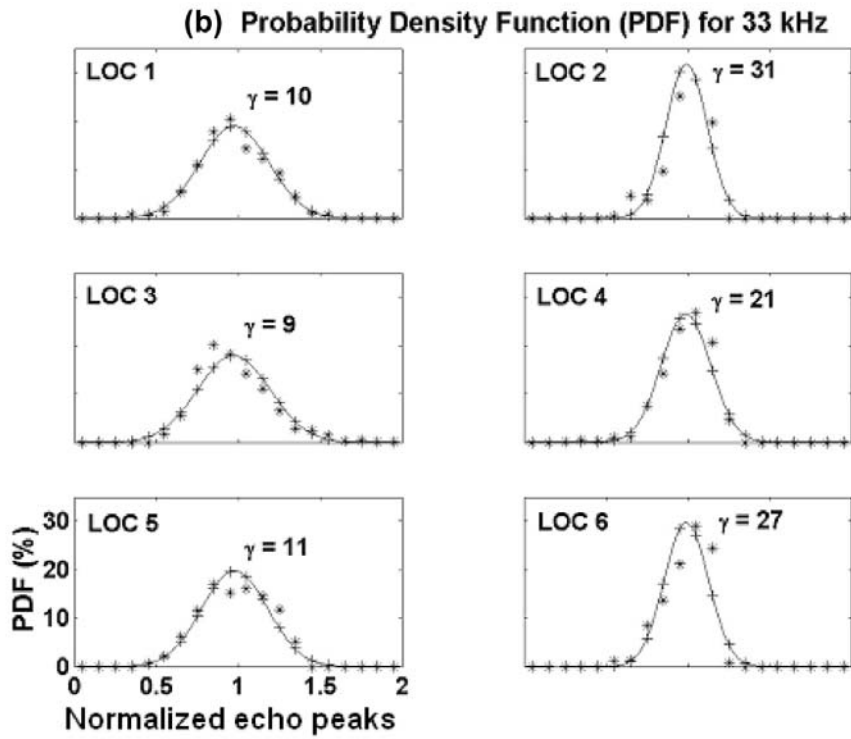 (b) Probability Density Function (PDF) for 33 kHz
LOC 1
γ = 10
LOC 2
γ = 31
LOC 3
γ = 9
LOC 4
γ = 21
LOC 5
γ = 11
LOC 6
γ = 27
PDF (%)
30
20
10
0
0 0.5 1 1.5 2
Normalized echo peaks